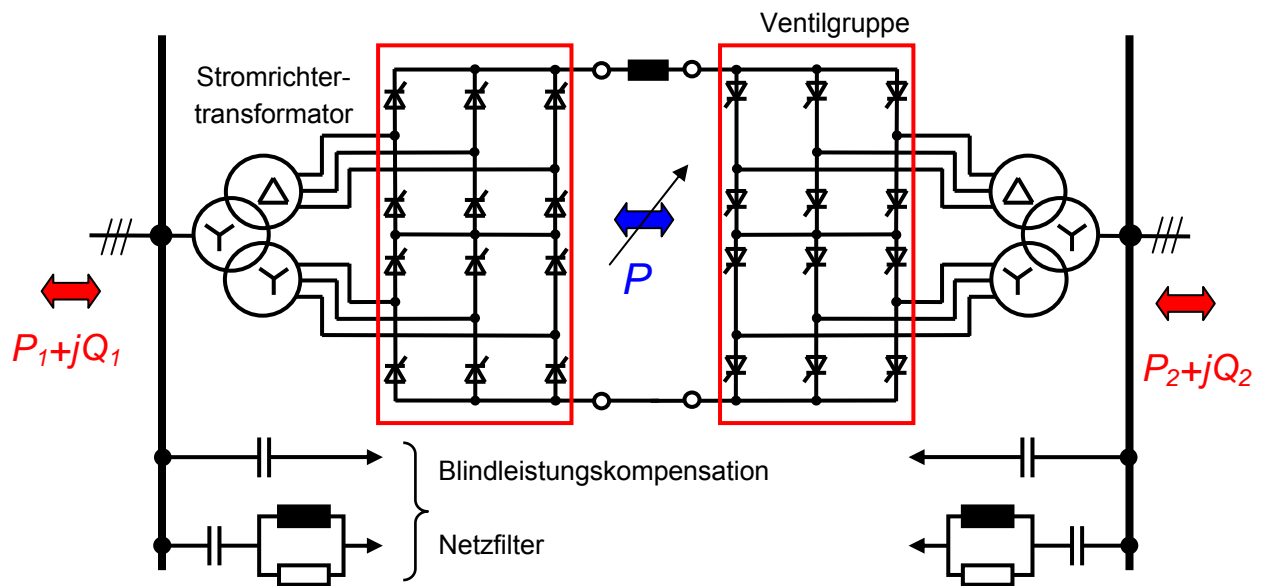 Ventilgruppe
Stromrichter-
transformator
P
P1+jQ1
P2+jQ2
Blindleistungskompensation
Netzfilter